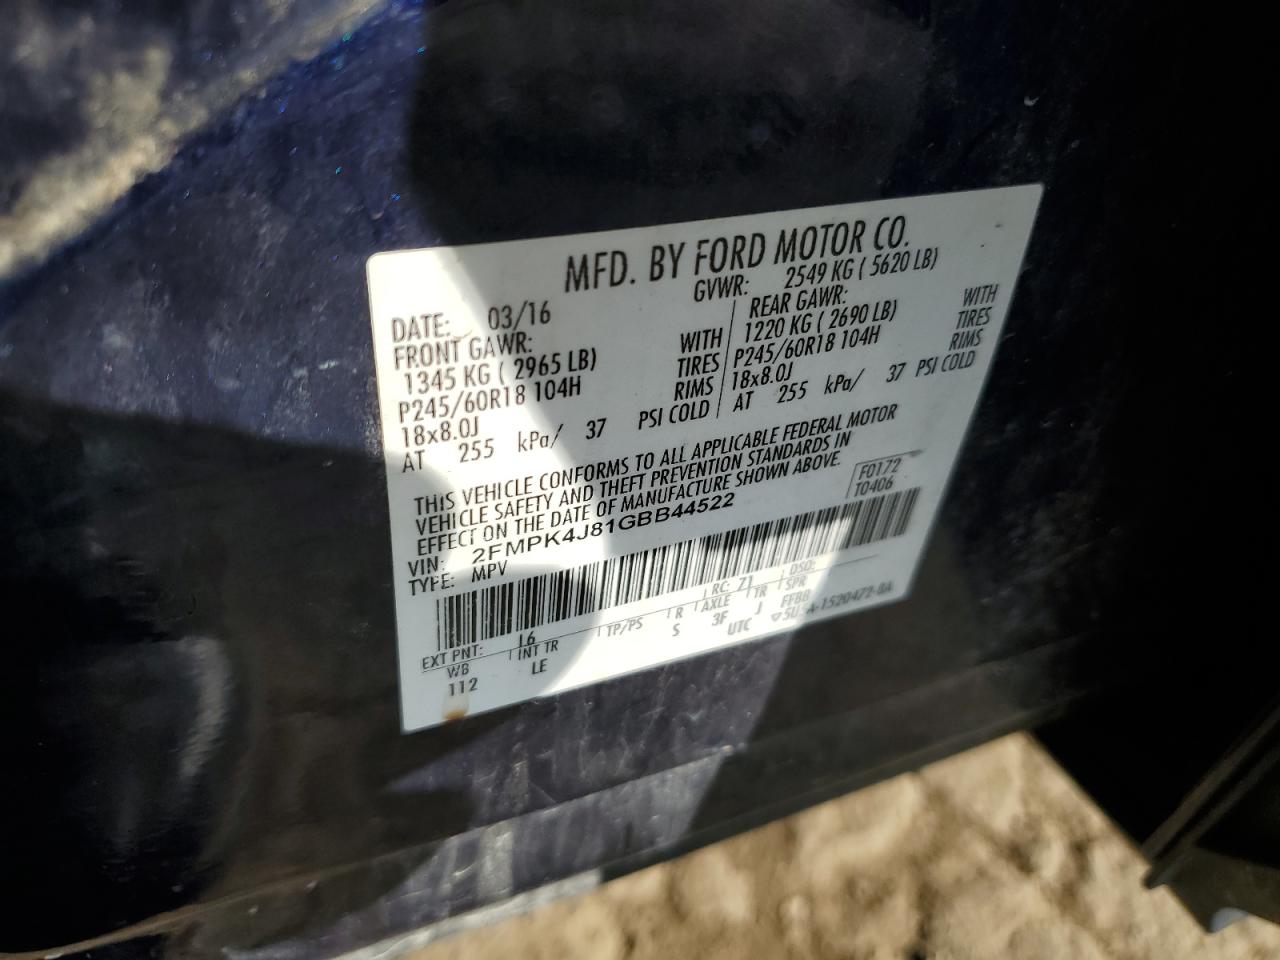 MFD. BY FORD MOTOR CO.
DATE: 03/16 GVWR: 2549 KG ( 5620 LB)
FRONT GAWR: REAR GAWR:
1345 KG ( 2965 LB) WITH 1220 KG ( 2690 LB) WITH
P245/60R18 104H TIRES P245/60R18 104H TIRES
18x8.0J RIMS 18x8.0J RIMS
AT 255 kPa/ 37 PSI COLD AT 255 kPa/ 37 PSI COLD
THIS VEHICLE CONFORMS TO ALL APPLICABLE FEDERAL MOTOR
VEHICLE SAFETY AND THEFT PREVENTION STANDARDS IN
EFFECT ON THE DATE OF MANUFACTURE SHOWN ABOVE.
F0172
T0406
VIN: 2FMPK4J81GBB44522
TYPE: MPV
EXT PNT: L6 RC: 71 DSO:
WB INT TR TP/PS R AXLE TR SPR
112 LE S 3F J FFBB
UTC